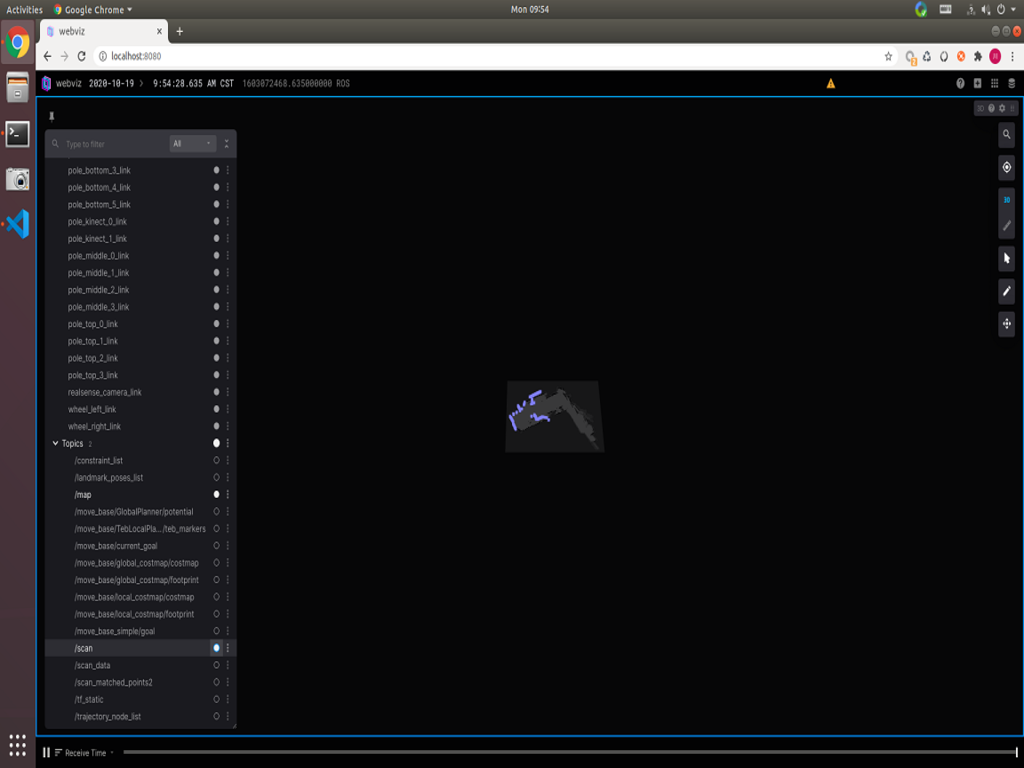 Activities
Google Chrome
Mon 09:54
webviz
localhost:8080
webviz 2020-10-19 9:54:28.635 AM CST 1603072468.635000000 ROS
3D
Type to filter
All
pole_bottom_3_link
pole_bottom_4_link
pole_bottom_5_link
pole_kinect_0_link
pole_kinect_1_link
pole_middle_0_link
pole_middle_1_link
pole_middle_2_link
pole_middle_3_link
pole_top_0_link
pole_top_1_link
pole_top_2_link
pole_top_3_link
realsense_camera_link
wheel_left_link
wheel_right_link
Topics 2
/constraint_list
/landmark_poses_list
/map
/move_base/GlobalPlanner/potential
/move_base/TebLocalPla.../teb_markers
/move_base/current_goal
/move_base/global_costmap/costmap
/move_base/global_costmap/footprint
/move_base/local_costmap/costmap
/move_base/local_costmap/footprint
/move_base_simple/goal
/scan
/scan_data
/scan_matched_points2
/tf_static
/trajectory_node_list
3D
Receive Time